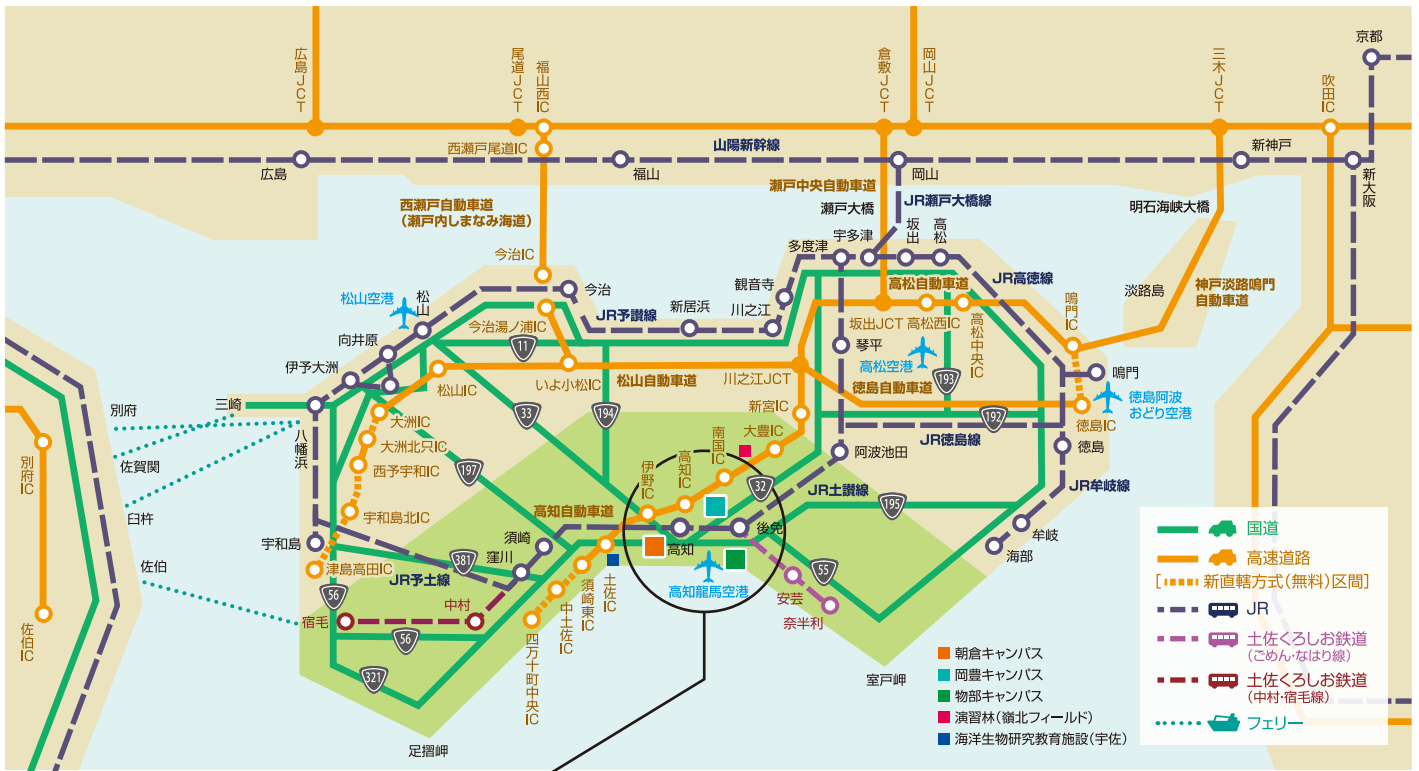 京都
広島JCT
尾道JCT
福山西IC
倉敷JCT
岡山JCT
三木JCT
吹田IC
西瀬戸尾道IC
山陽新幹線
広島
福山
岡山
新神戸
新大阪
西瀬戸自動車道
（瀬戸内しまなみ海道）
瀬戸中央自動車道
瀬戸大橋
JR瀬戸大橋線
明石海峡大橋
今治IC
多度津
宇多津
坂出
高松
JR高徳線
松山空港
松山
今治
観音寺
高松自動車道
鳴門IC
淡路島
神戸淡路鳴門
自動車道
JR予讃線
新居浜
川之江
向井原
今治湯ノ浦IC
坂出JCT
高松西IC
高松中央IC
11
琴平
高松空港
伊予大洲
松山IC
いよ小松IC
松山自動車道
川之江JCT
徳島自動車道
193
鳴門
徳島阿波
おどり空港
三崎
別府
大洲IC
33
194
新宮IC
192
徳島IC
八幡浜
大洲北只IC
佐賀関
別府IC
西予宇和IC
197
伊野IC
高知IC
南国IC
大豊IC
JR徳島線
阿波池田
徳島
JR牟岐線
臼杵
宇和島北IC
高知自動車道
32
JR土讃線
195
宇和島
須崎
高知
後免
牟岐
海部
佐伯
津島高田IC
JR予土線
381
窪川
土佐IC
須崎東IC
中土佐IC
四万十町中央IC
高知龍馬空港
55
安芸
奈半利
56
宿毛
中村
56
佐伯IC
321
足摺岬
室戸岬
朝倉キャンパス
岡豊キャンパス
物部キャンパス
演習林（嶺北フィールド）
海洋生物研究教育施設（宇佐）
国道
高速道路
［新直轄方式（無料）区間］
JR
土佐くろしお鉄道
（ごめん・なはり線）
土佐くろしお鉄道
（中村・宿毛線）
フェリー